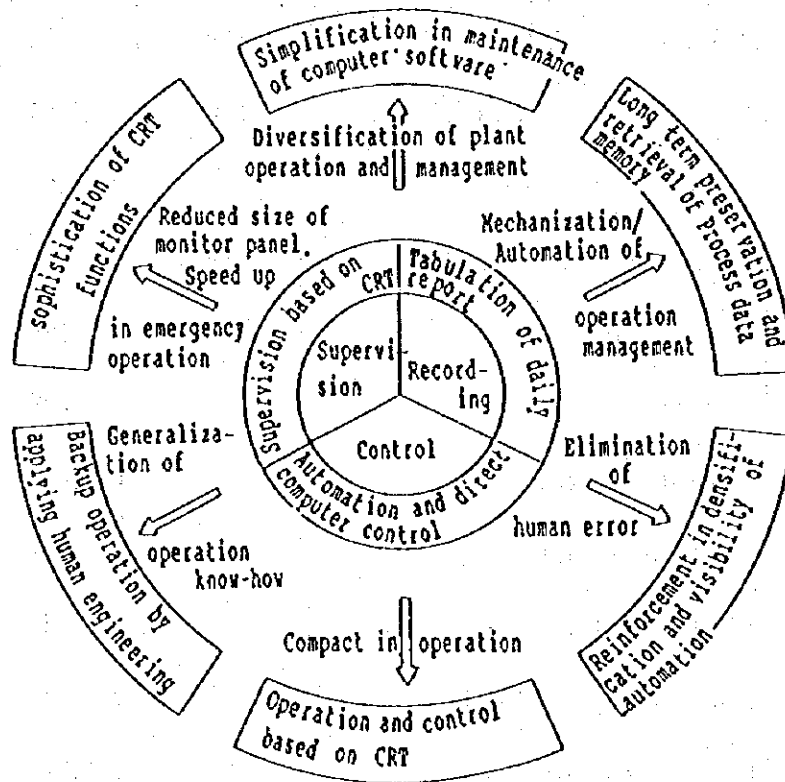 Simplification in maintenance
of computer software
Diversification of plant
operation and management
sophistication of CRT
functions
Reduced size of
monitor panel.
Speed up
in emergency
operation
Long term preservation and
retrieval of process data
memory
Mechanization/
Automation of
operation
management
Supervision based on
CRT
Tabulation of daily
report
Supervi-
sion
Record-
ing
Control
Automation and direct
computer control
Generaliza-
tion of
operation
know-how
Backup operation by
applying human engineering
Elimination
of
human error
Reinforcement in densifi-
cation and visibility of
automation
Compact in operation
Operation and control
based on CRT